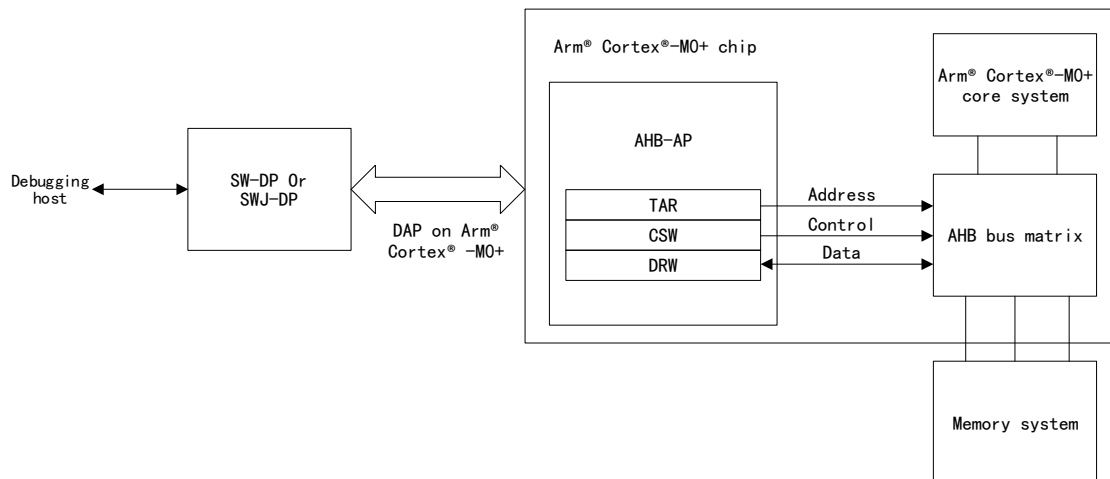 Arm® Cortex®-M0+ chip
Arm® Cortex®-M0+
core system
AHB-AP
Debugging
host
SW-DP Or
SWJ-DP
DAP on Arm®
Cortex® -M0+
TAR
CSW
DRW
Address
Control
Data
AHB bus matrix
Memory system